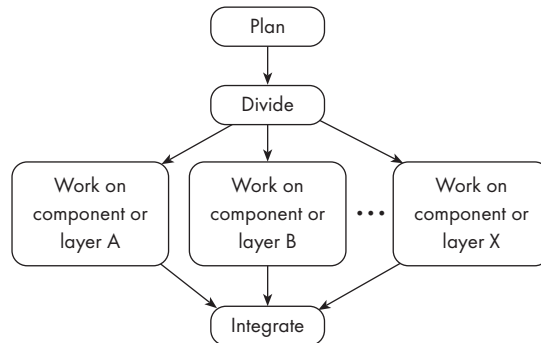 Plan
Divide
Work on
component or
layer A
Work on
component or
layer B
...
Work on
component or
layer X
Integrate